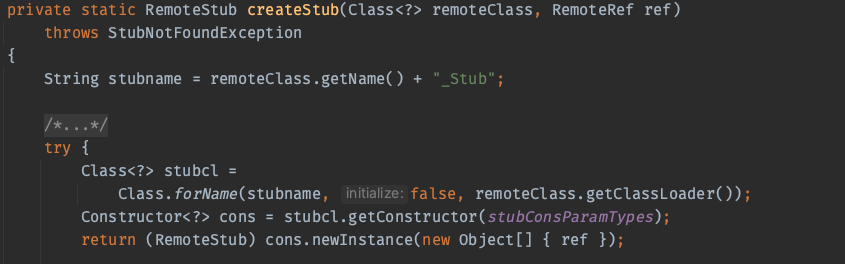 private static RemoteStub createStub(Class<?> remoteClass, RemoteRef ref)
throws StubNotFoundException
{
String stubname = remoteClass.getName() + "_Stub";
/*...*/
try {
Class<?> stubcl =
Class.forName(stubname, initialize: false, remoteClass.getClassLoader());
Constructor<?> cons = stubcl.getConstructor(stubConsParamTypes);
return (RemoteStub) cons.newInstance(new Object[] { ref });